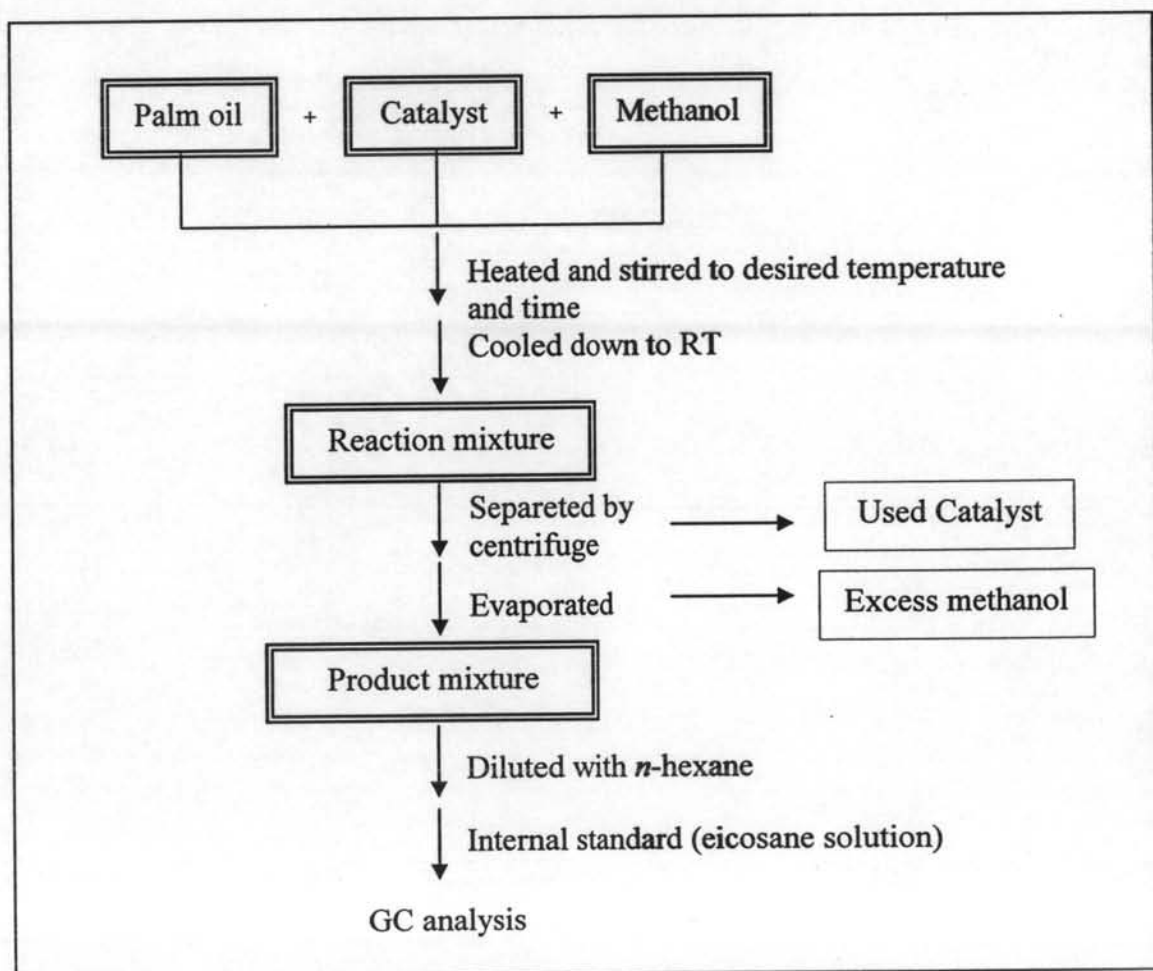 Palm oil + Catalyst + Methanol
Heated and stirred to desired temperature
and time
Cooled down to RT
Reaction mixture
Separeted by
centrifuge
Used Catalyst
Evaporated
Excess methanol
Product mixture
Diluted with n-hexane
Internal standard (eicosane solution)
GC analysis